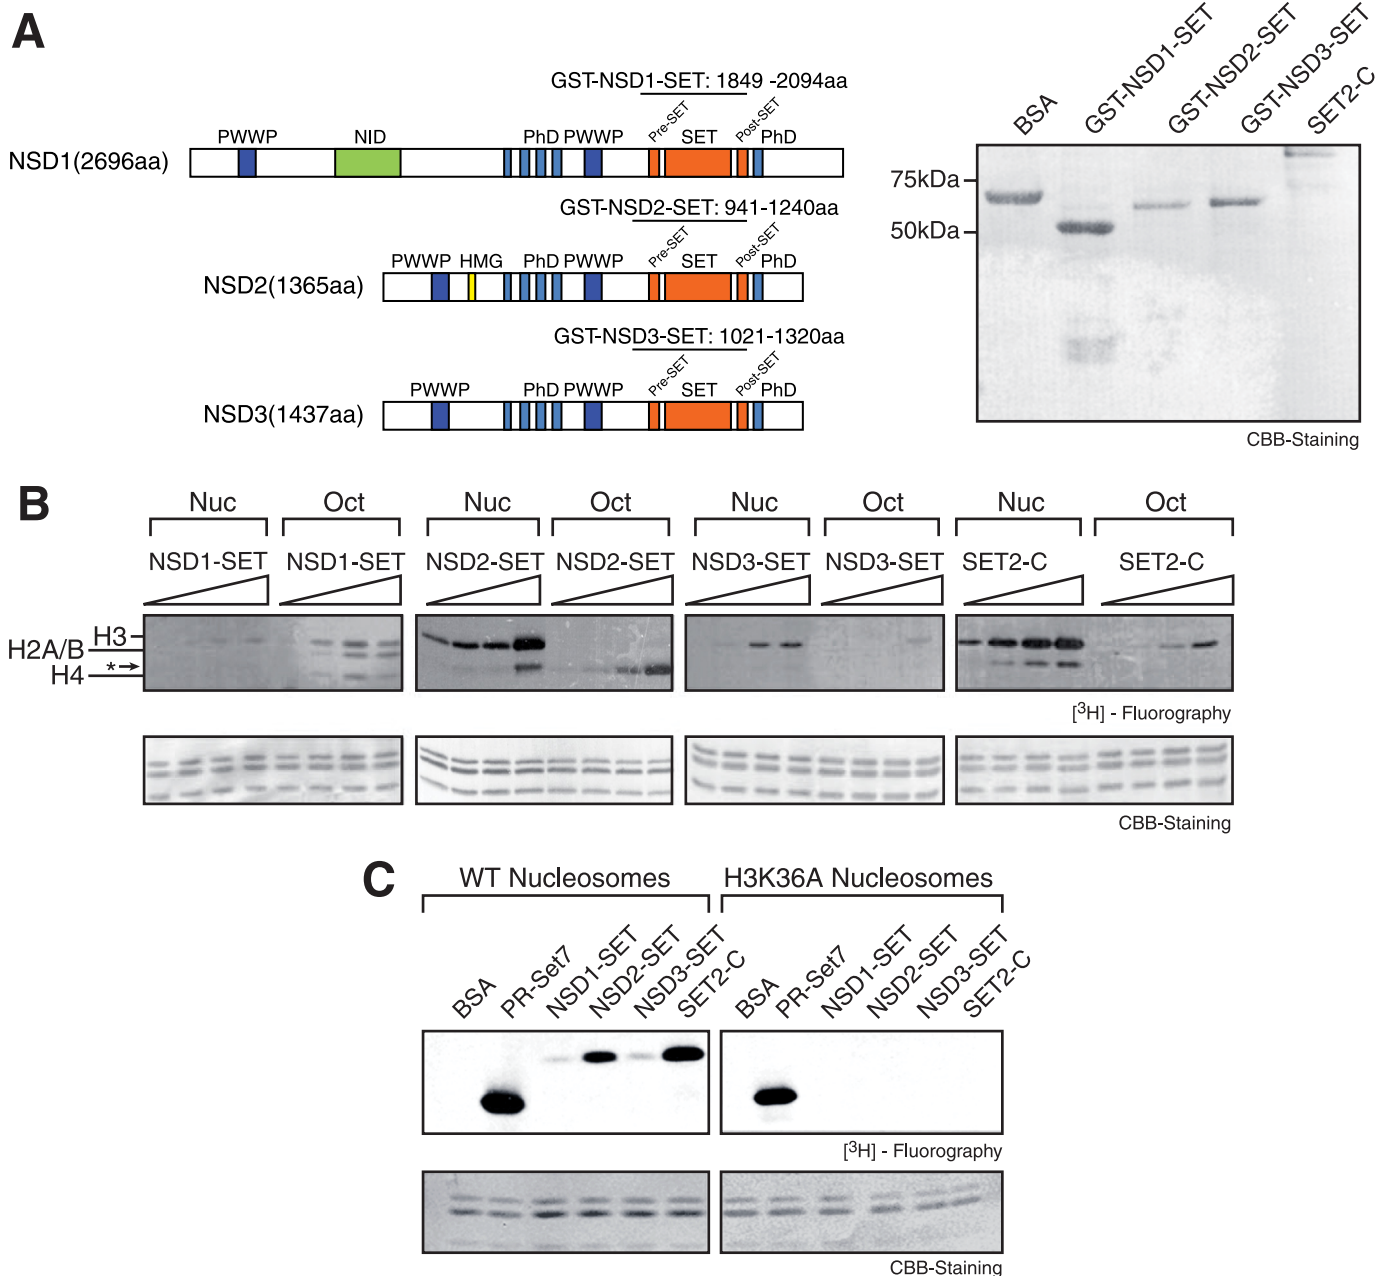 A
GST-NSD1-SET: 1849 -2094aa
PWWP NID PhD PWWP Pre-SET SET Post-SET PhD
NSD1(2696aa)
GST-NSD2-SET: 941-1240aa
PWWP HMG PhD PWWP Pre-SET SET Post-SET PhD
NSD2(1365aa)
GST-NSD3-SET: 1021-1320aa
PWWP PhD PWWP Pre-SET SET Post-SET PhD
NSD3(1437aa)
BSA GST-NSD1-SET GST-NSD2-SET GST-NSD3-SET SET2-C
75kDa
50kDa
CBB-Staining
B
Nuc Oct Nuc Oct Nuc Oct Nuc Oct
NSD1-SET NSD1-SET NSD2-SET NSD2-SET NSD3-SET NSD3-SET SET2-C SET2-C
H3
H2A/B
*→
H4
[³H] - Fluorography
CBB-Staining
C
WT Nucleosomes H3K36A Nucleosomes
BSA PR-Set7 NSD1-SET NSD2-SET NSD3-SET SET2-C BSA PR-Set7 NSD1-SET NSD2-SET NSD3-SET SET2-C
[³H] - Fluorography
CBB-Staining